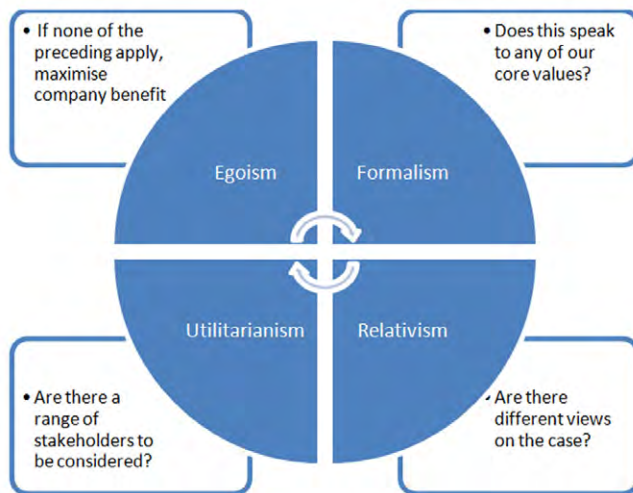 • If none of the
preceding apply,
maximise
company benefit
• Does this speak
to any of our
core values?
Egoism
Formalism
Utilitarianism
Relativism
• Are there a
range of
stakeholders to
be considered?
• Are there
different views
on the case?